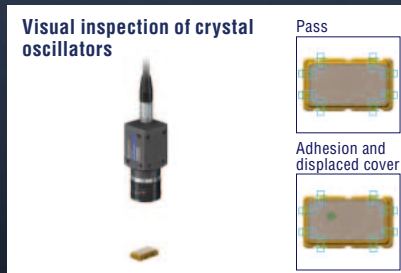 Visual inspection of crystal
oscillators
Pass
Adhesion and
displaced cover